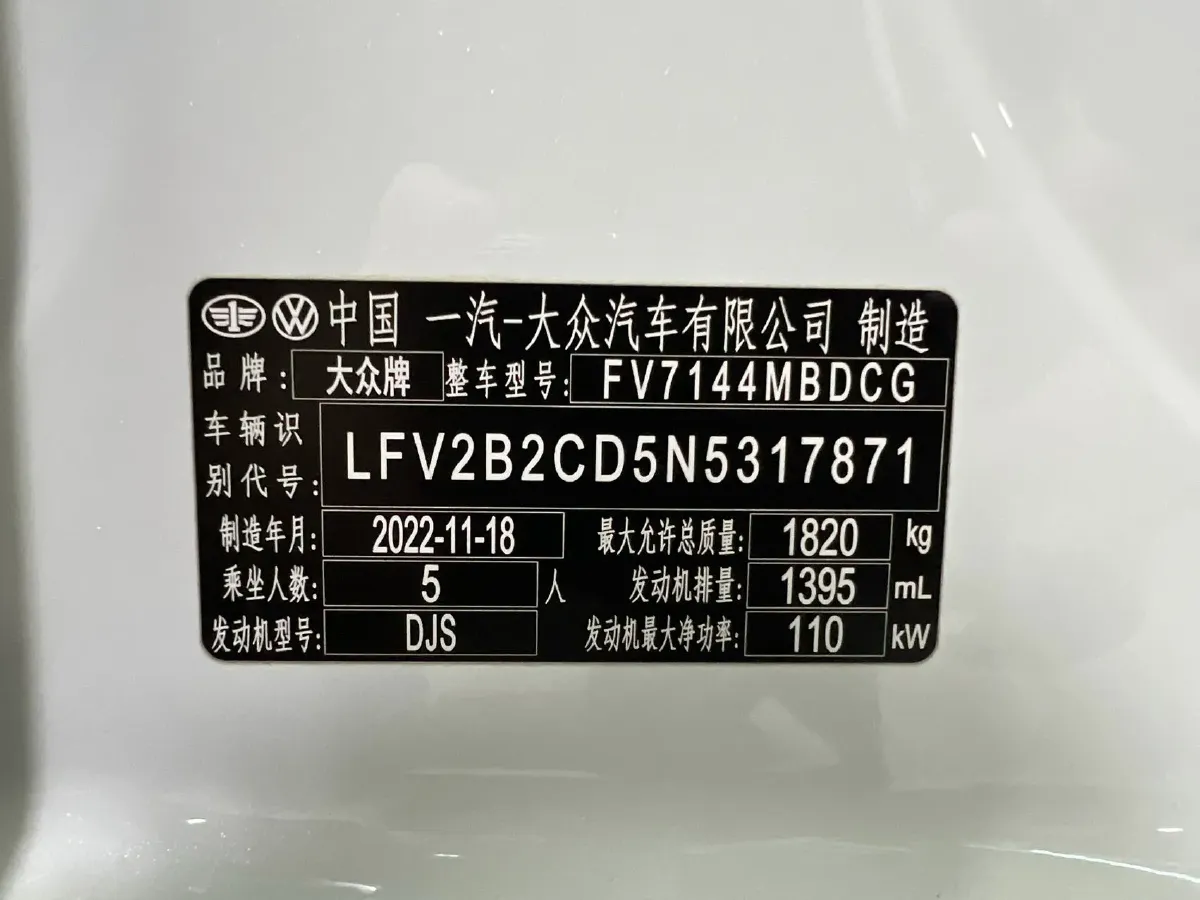 中国 一汽-大众汽车有限公司 制造
品牌: 大众牌 整车型号: FV7144MBDCG
车辆识
别代号: LFV2B2CD5N5317871
制造年月: 2022-11-18 最大允许总质量: 1820 kg
乘坐人数: 5 人 发动机排量: 1395 mL
发动机型号: DJS 发动机最大净功率: 110 kW